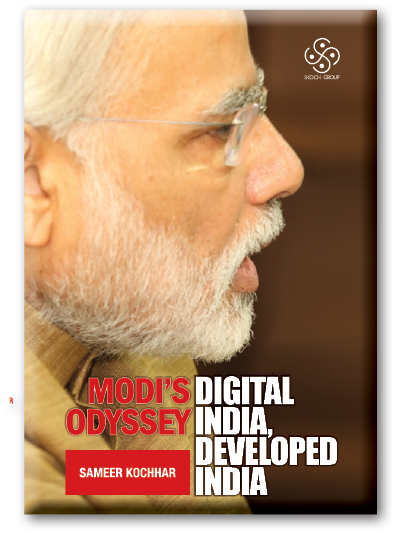 SKOCH GROUP
MODI'S
ODYSSEY
DIGITAL
INDIA,
DEVELOPED
INDIA
SAMEER KOCHHAR
R